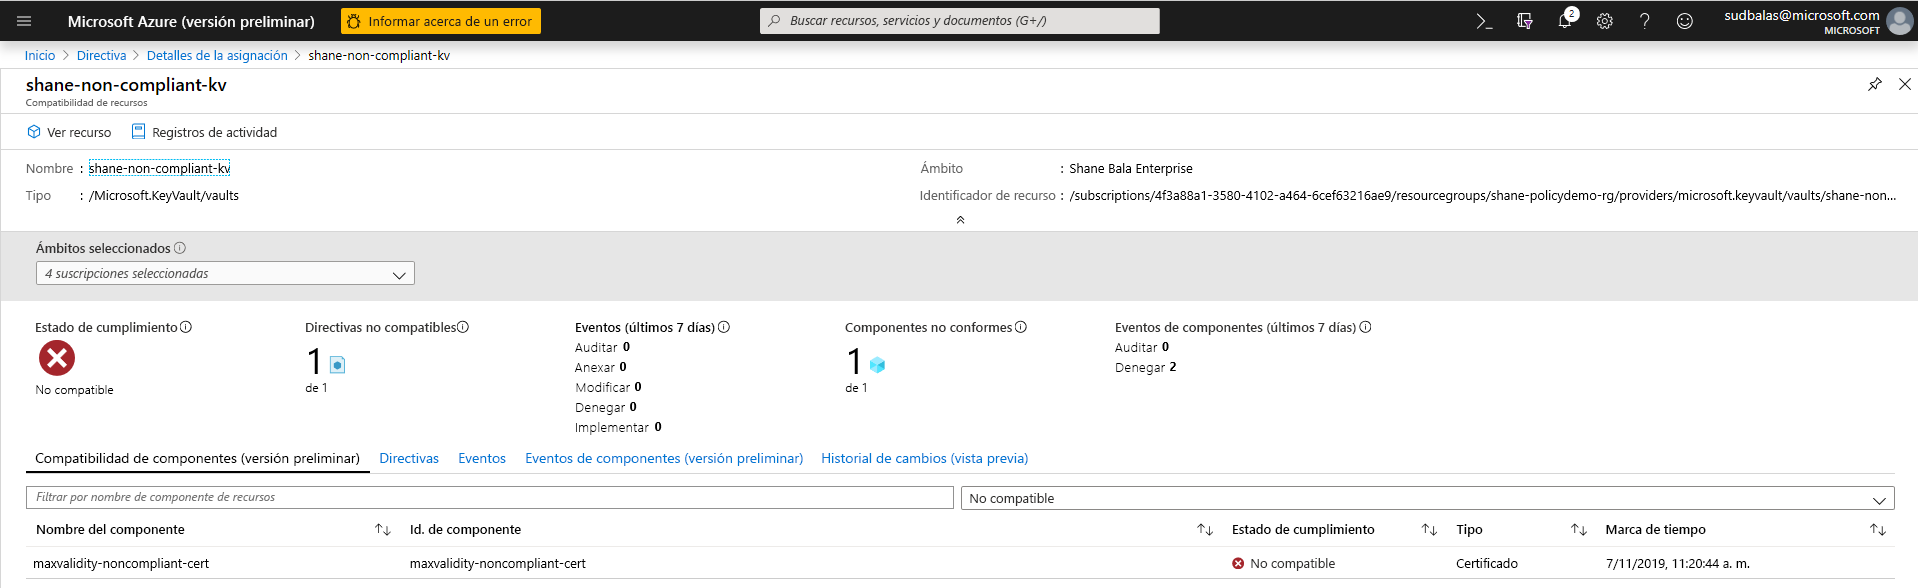 Microsoft Azure (versión preliminar)
Informar acerca de un error
Buscar recursos, servicios y documentos (G+/)
2
sudbalas@microsoft.com
MICROSOFT
Inicio > Directiva > Detalles de la asignación > shane-non-compliant-kv
shane-non-compliant-kv
Compatibilidad de recursos
Ver recurso Registros de actividad
Nombre : shane-non-compliant-kv
Ámbito : Shane Bala Enterprise
Tipo : /Microsoft.KeyVault/vaults
Identificador de recurso : /subscriptions/4f3a88a1-3580-4102-a464-6cef63216ae9/resourcegroups/shane-policydemo-rg/providers/microsoft.keyvault/vaults/shane-non...
Ámbitos seleccionados
4 suscripciones seleccionadas
Estado de cumplimiento
No compatible
Directivas no compatibles
1
de 1
Eventos (últimos 7 días)
Auditar 0
Anexar 0
Modificar 0
Denegar 0
Implementar 0
Componentes no conformes
1
de 1
Eventos de componentes (últimos 7 días)
Auditar 0
Denegar 2
Compatibilidad de componentes (versión preliminar) Directivas Eventos Eventos de componentes (versión preliminar) Historial de cambios (vista previa)
Filtrar por nombre de componente de recursos
No compatible
Nombre del componente Id. de componente Estado de cumplimiento Tipo Marca de tiempo
maxvalidity-noncompliant-cert maxvalidity-noncompliant-cert No compatible Certificado 7/11/2019, 11:20:44 a. m.